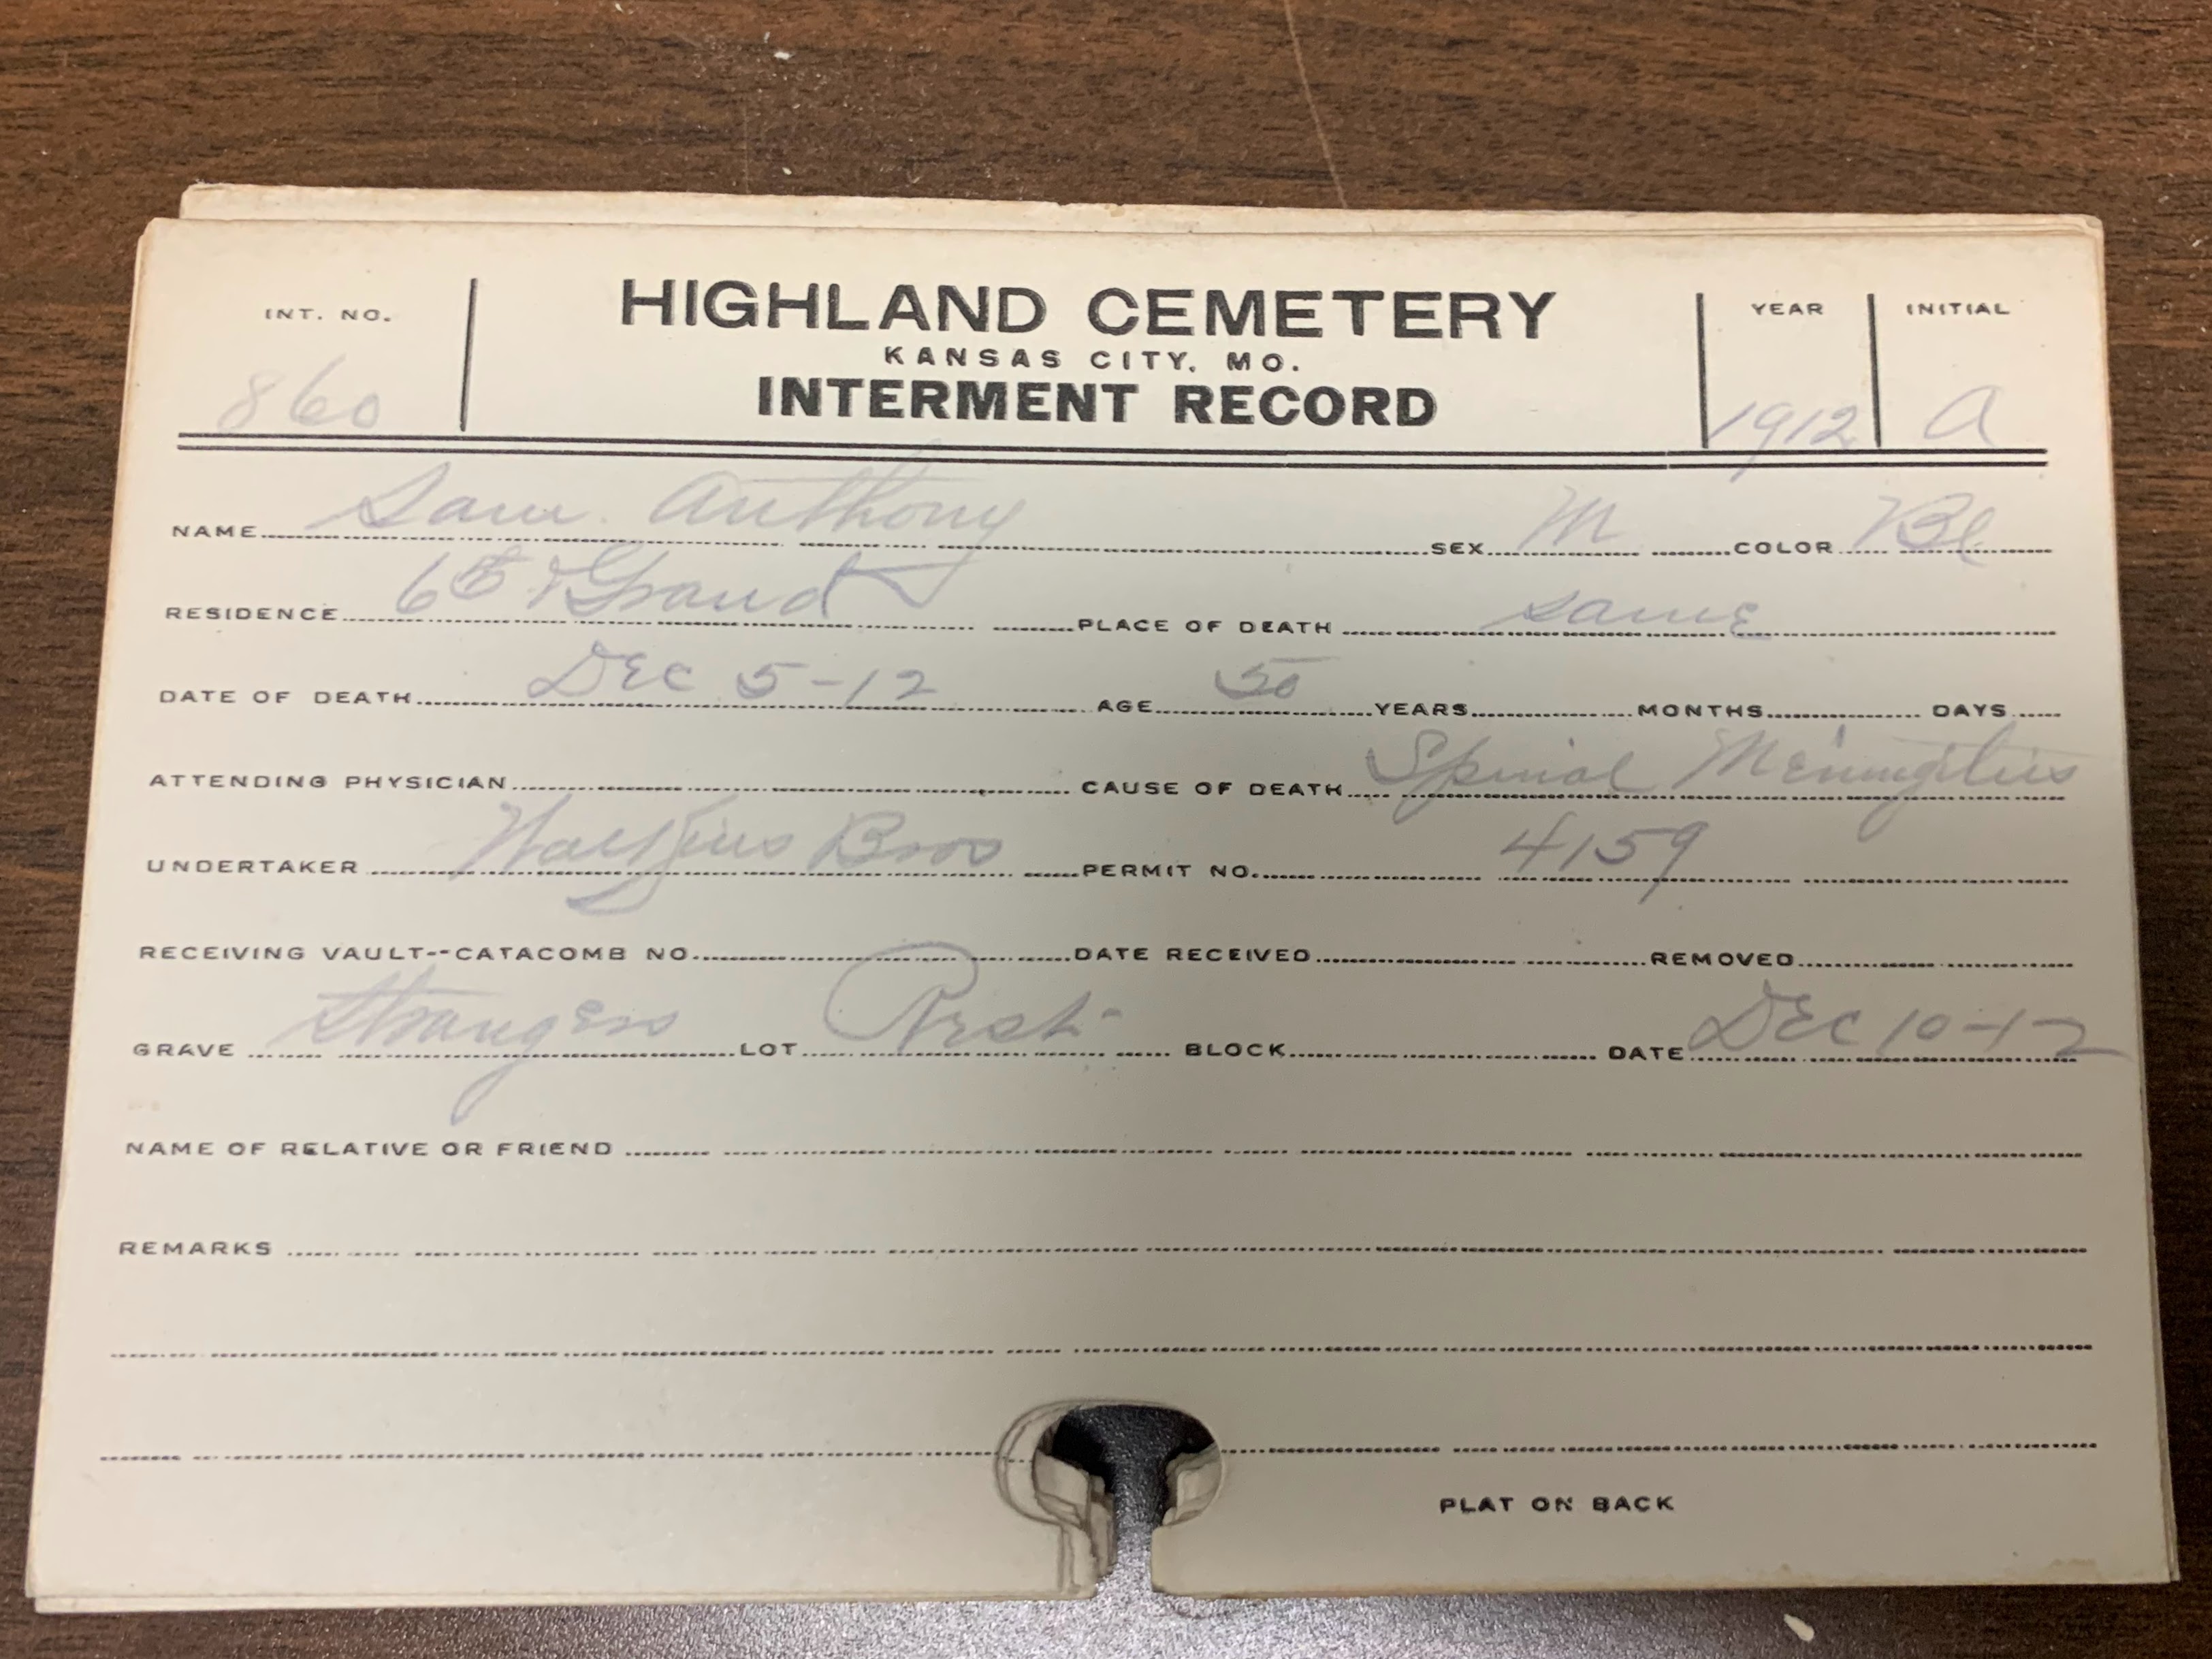 INT. NO. HIGHLAND CEMETERY YEAR INITIAL
KANSAS CITY, MO.
860 INTERMENT RECORD 1912 A
NAME Sam. Anthony SEX M COLOR Bl
RESIDENCE 6th & Grand PLACE OF DEATH same
DATE OF DEATH Dec 5-12 AGE 50 YEARS MONTHS DAYS
ATTENDING PHYSICIAN CAUSE OF DEATH Spinal Meningitis
UNDERTAKER Watkins Bros PERMIT NO. 4159
RECEIVING VAULT--CATACOMB NO. DATE RECEIVED REMOVED
GRAVE Strangers LOT BLOCK DATE Dec 10-12
NAME OF RELATIVE OR FRIEND
REMARKS
PLAT ON BACK